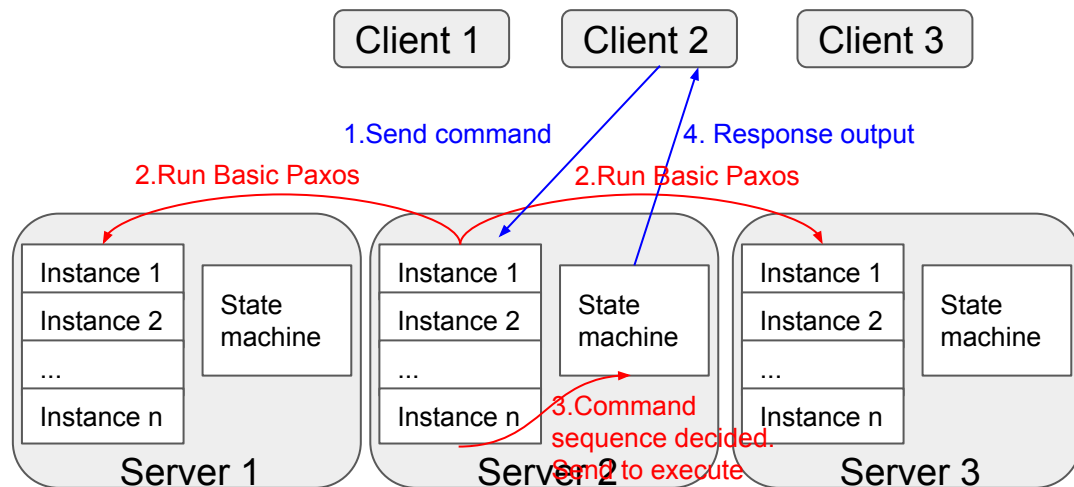 Client 1
Client 2
Client 3
1.Send command
4. Response output
2.Run Basic Paxos
2.Run Basic Paxos
Instance 1
Instance 2
...
Instance n
State
machine
Server 1
Instance 1
Instance 2
...
Instance n
State
machine
3.Command
sequence decided.
Send to execute
Server 2
Instance 1
Instance 2
...
Instance n
State
machine
Server 3